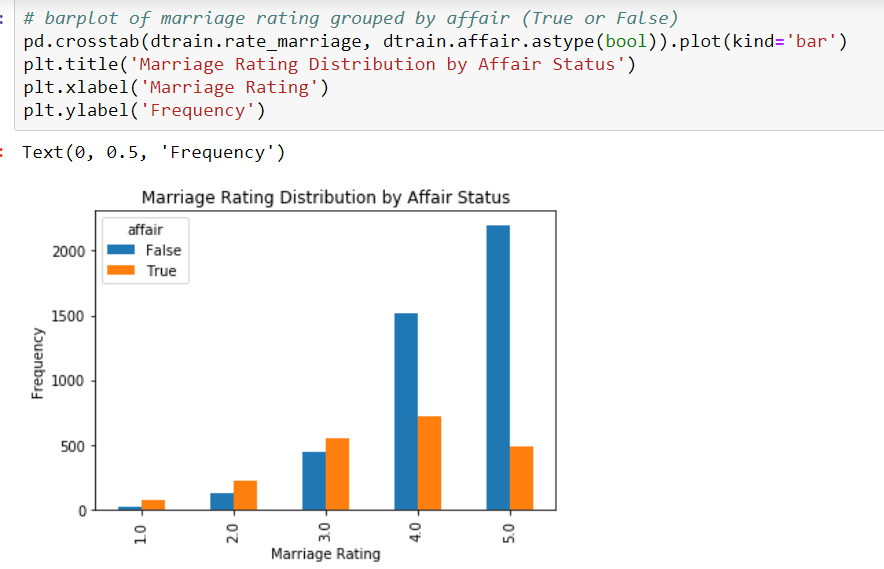 # barplot of marriage rating grouped by affair (True or False)
pd.crosstab(dtrain.rate_marriage, dtrain.affair.astype(bool)).plot(kind='bar')
plt.title('Marriage Rating Distribution by Affair Status')
plt.xlabel('Marriage Rating')
plt.ylabel('Frequency')
Text(0, 0.5, 'Frequency')
Marriage Rating Distribution by Affair Status
affair
False
True
2000
1500
1000
500
0
Frequency
1.0
2.0
3.0
4.0
5.0
Marriage Rating